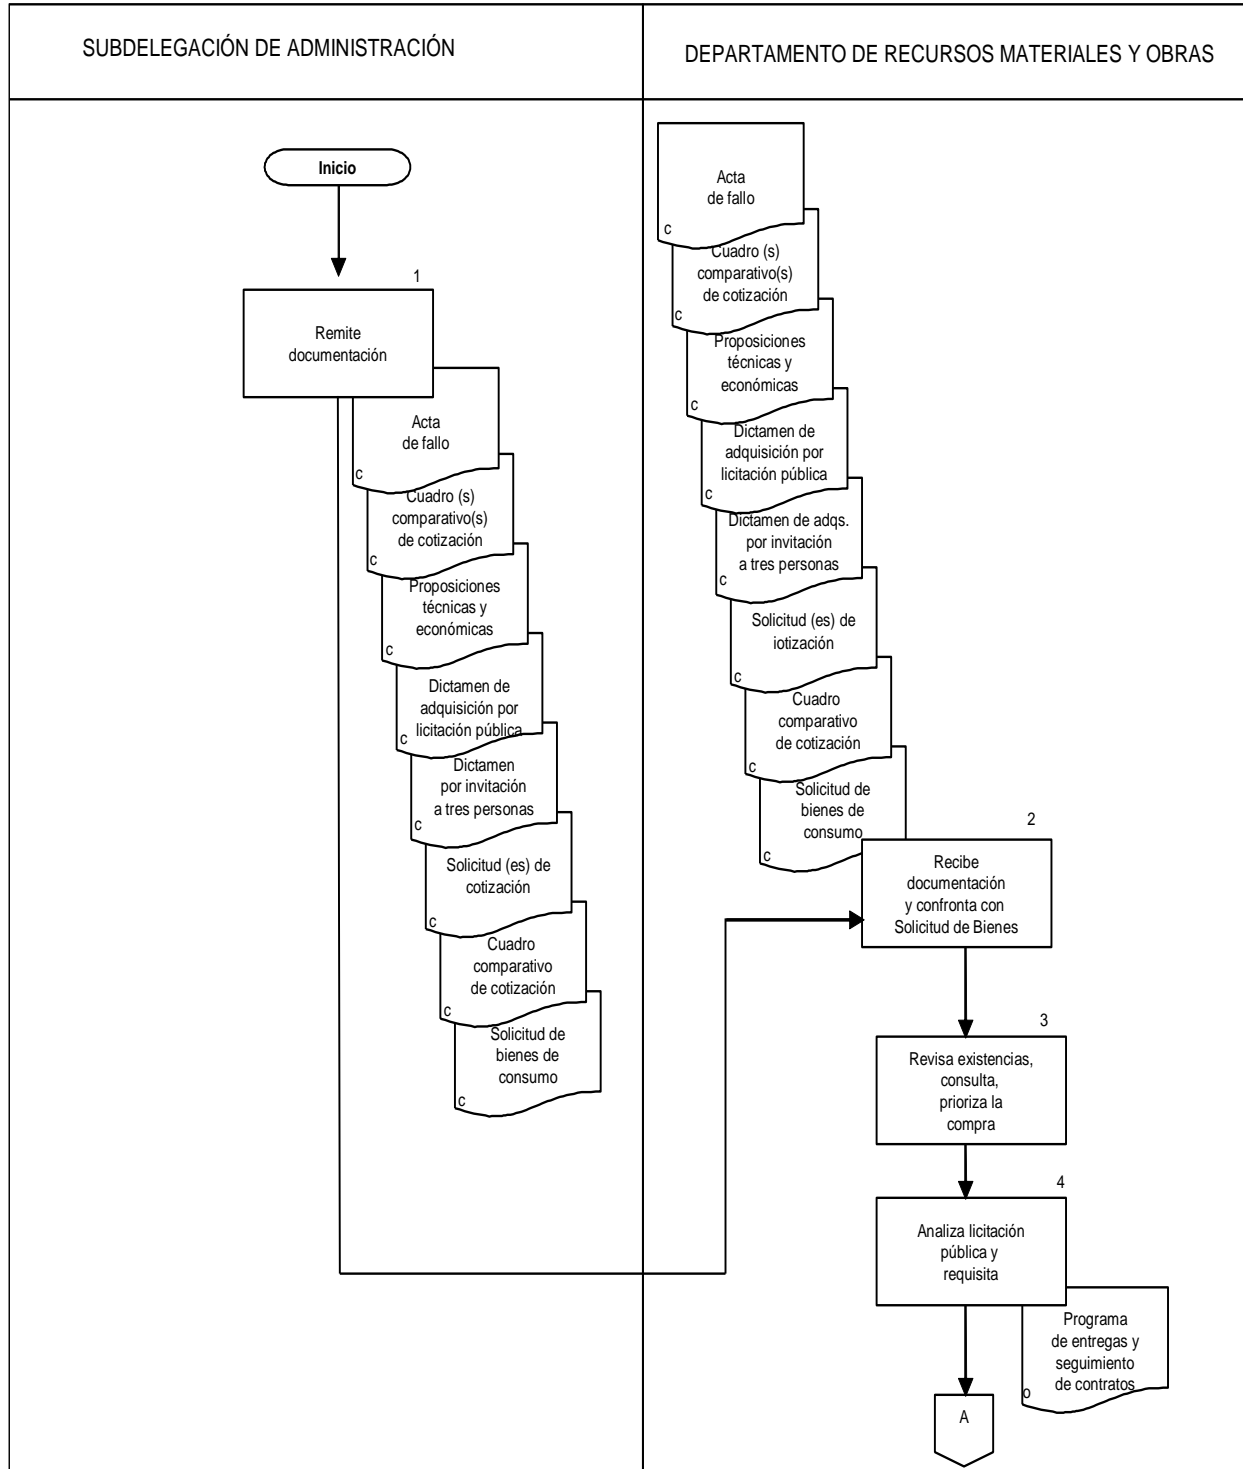 SUBDELEGACIÓN DE ADMINISTRACIÓN
DEPARTAMENTO DE RECURSOS MATERIALES Y OBRAS
Inicio
1
Remite
documentación
Acta
de fallo
c
Cuadro (s)
comparativo(s)
de cotización
c
Proposiciones
técnicas y
económicas
c
Dictamen de
adquisición por
licitación pública
c
Dictamen
por invitación
a tres personas
c
Solicitud (es) de
cotización
c
Cuadro
comparativo
de cotización
c
Solicitud de
bienes de
consumo
c
Acta
de fallo
c
Cuadro (s)
comparativo(s)
de cotización
c
Proposiciones
técnicas y
económicas
c
Dictamen de
adquisición por
licitación pública
c
Dictamen de adqs.
por invitación
a tres personas
c
Solicitud (es) de
iotización
c
Cuadro
comparativo
de cotización
c
Solicitud de
bienes de
consumo
c
2
Recibe
documentación
y confronta con
Solicitud de Bienes
3
Revisa existencias,
consulta,
prioriza la
compra
4
Analiza licitación
pública y
requisita
Programa
de entregas y
seguimiento
de contratos
o
A